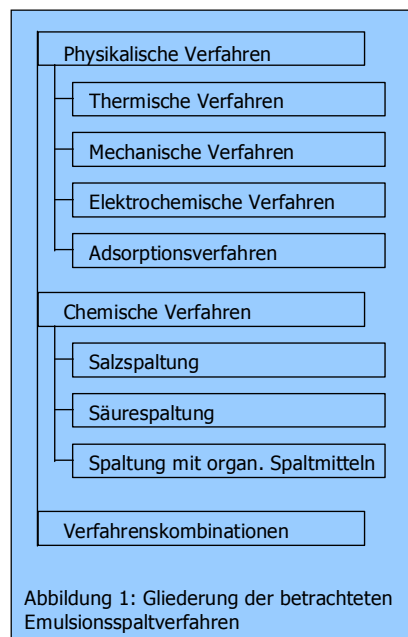 Physikalische Verfahren
Thermische Verfahren
Mechanische Verfahren
Elektrochemische Verfahren
Adsorptionsverfahren
Chemische Verfahren
Salzspaltung
Säurespaltung
Spaltung mit organ. Spaltmitteln
Verfahrenskombinationen
Abbildung 1: Gliederung der betrachteten
Emulsionsspaltverfahren